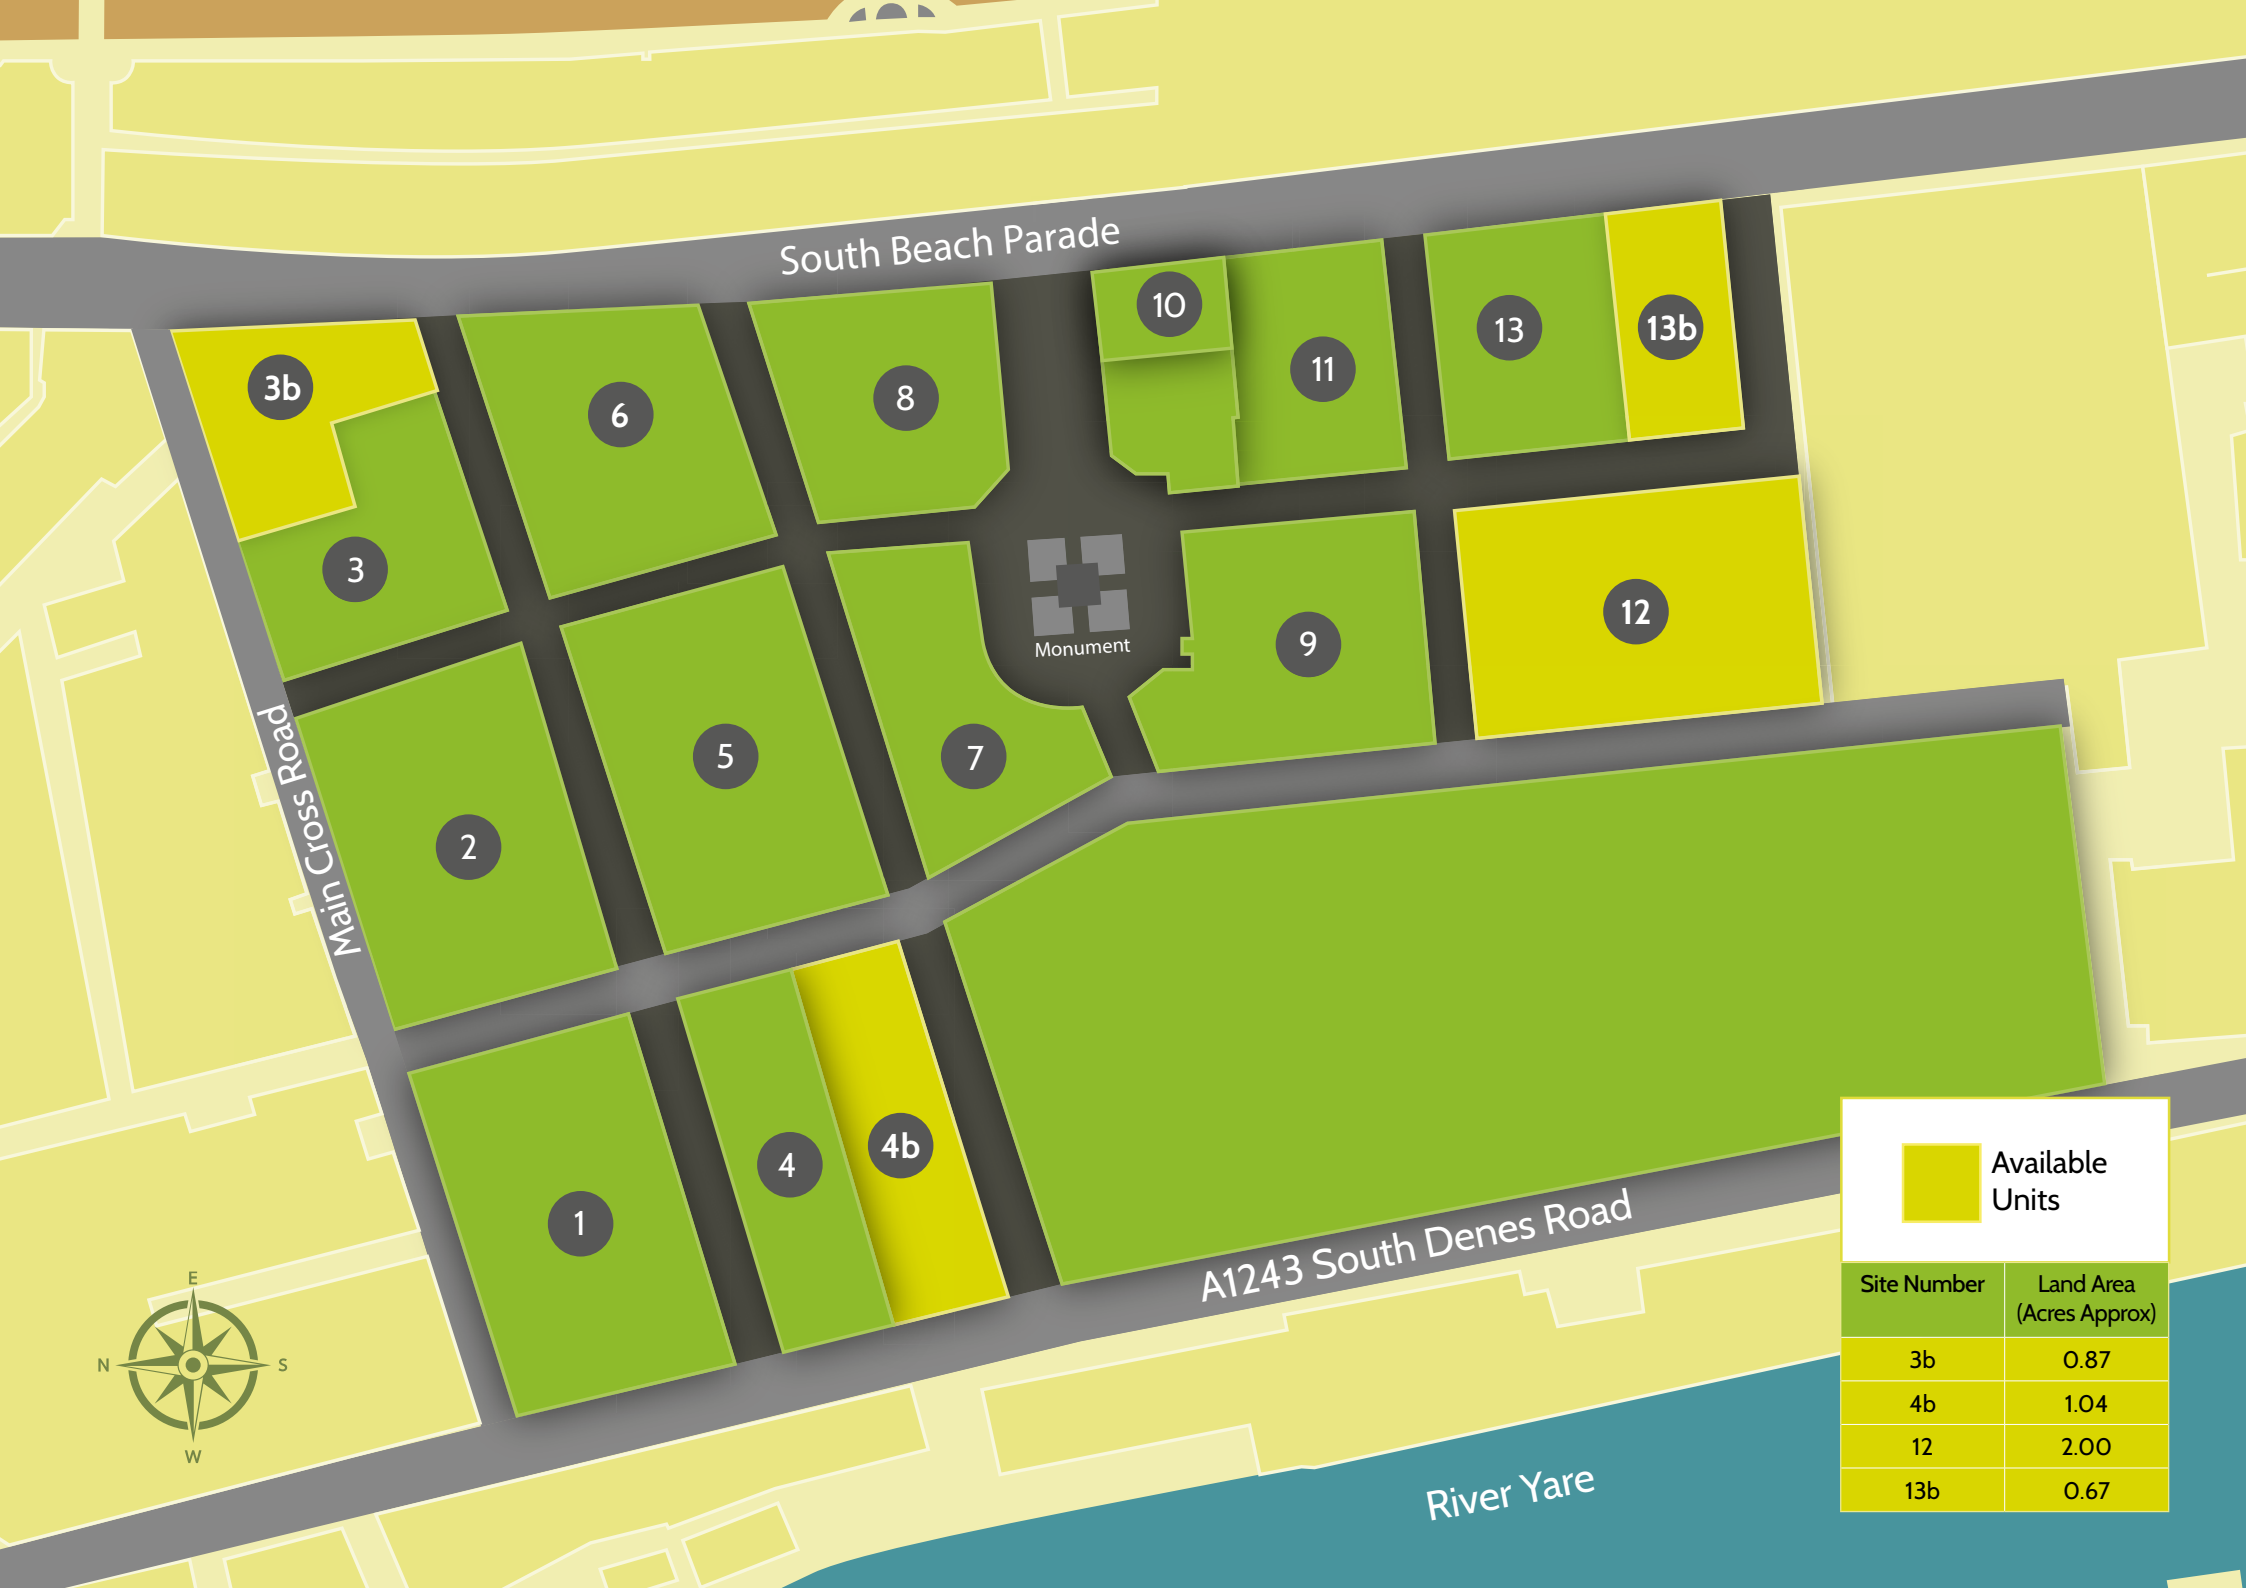 South Beach Parade
10
13
13b
3b
6
8
11
3
Monument
9
12
Main Cross Road
2
5
7
4
4b
1
A1243 South Denes Road
Available
Units
Site Number
Land Area
(Acres Approx)
3b
0.87
4b
1.04
12
2.00
13b
0.67
E
N
S
W
River Yare